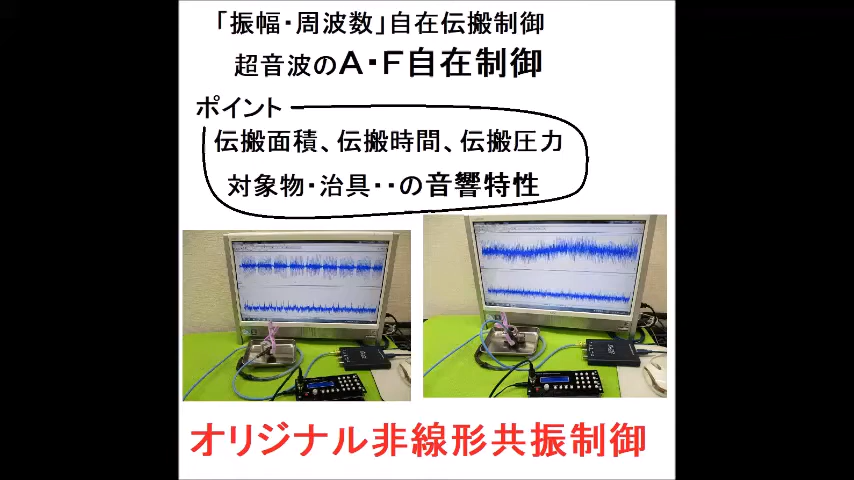 「振幅・周波数」自在伝搬制御
超音波のA・F自在制御
ポイント
伝搬面積、伝搬時間、伝搬圧力
対象物・治具・・の音響特性
オリジナル非線形共振制御